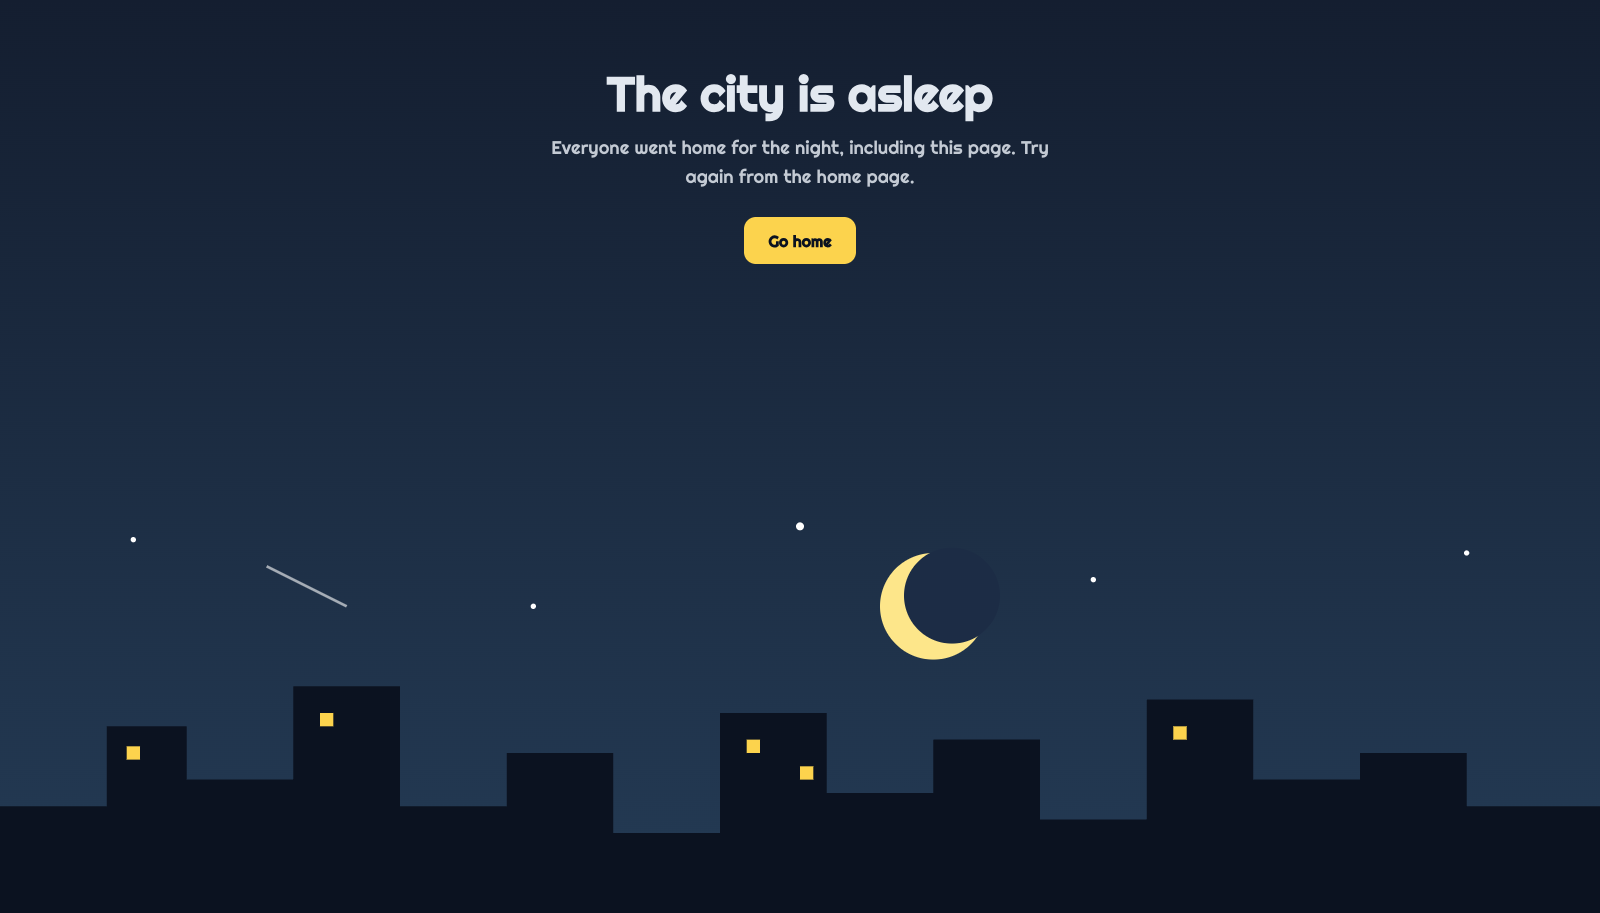 The city is asleep
Everyone went home for the night, including this page. Try
again from the home page.
Go home